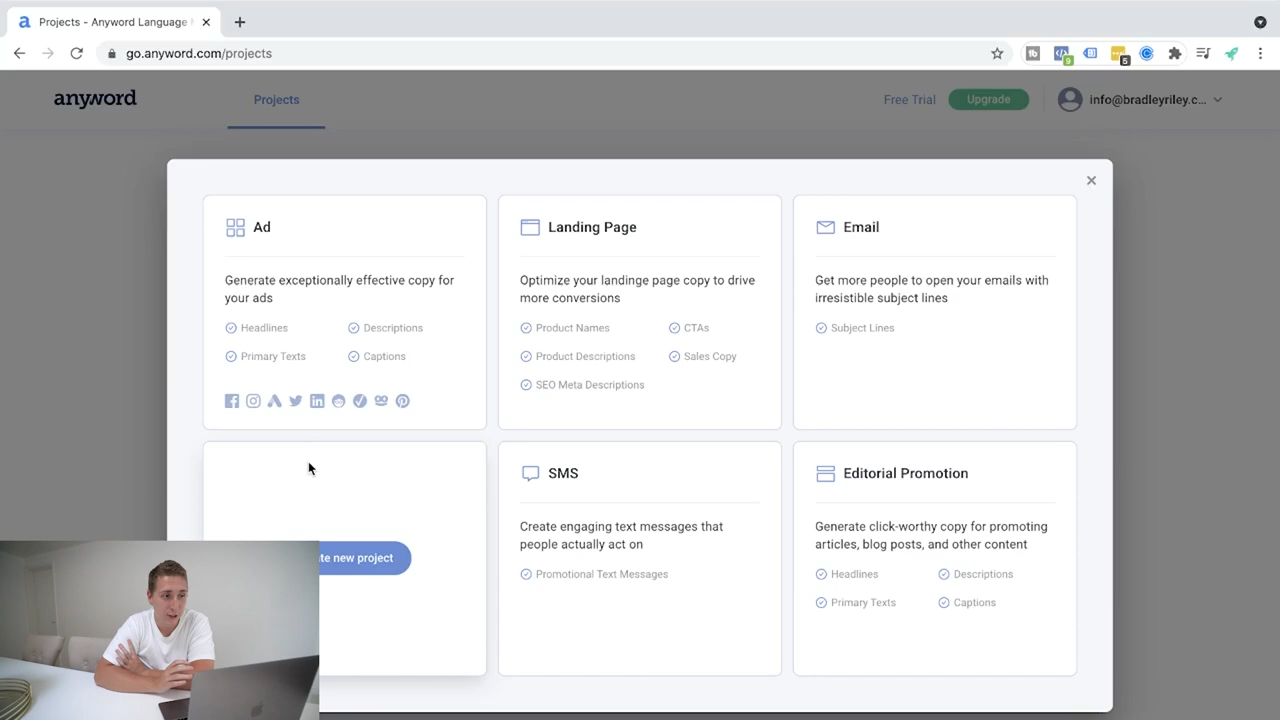 Projects - Anyword Language
go.anyword.com/projects
9
5
anyword
Projects
Free Trial
Upgrade
info@bradleyriley.c...
Ad
Generate exceptionally effective copy for
your ads
Headlines
Descriptions
Primary Texts
Captions
Landing Page
Optimize your landinge page copy to drive
more conversions
Product Names
CTAs
Product Descriptions
Sales Copy
SEO Meta Descriptions
Email
Get more people to open your emails with
irresistible subject lines
Subject Lines
te new project
SMS
Create engaging text messages that
people actually act on
Promotional Text Messages
Editorial Promotion
Generate click-worthy copy for promoting
articles, blog posts, and other content
Headlines
Descriptions
Primary Texts
Captions